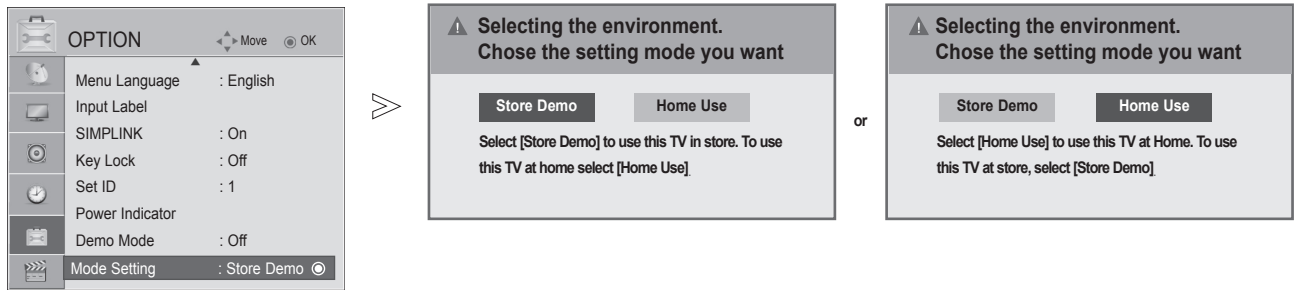 OPTION Move OK
Menu Language : English
Input Label
SIMPLINK : On
Key Lock : Off
Set ID : 1
Power Indicator
Demo Mode : Off
Mode Setting : Store Demo
Selecting the environment.
Chose the setting mode you want
Store Demo Home Use
Select [Store Demo] to use this TV in store. To use
this TV at home select [Home Use].
or
Selecting the environment.
Chose the setting mode you want
Store Demo Home Use
Select [Home Use] to use this TV at Home. To use
this TV at store, select [Store Demo].